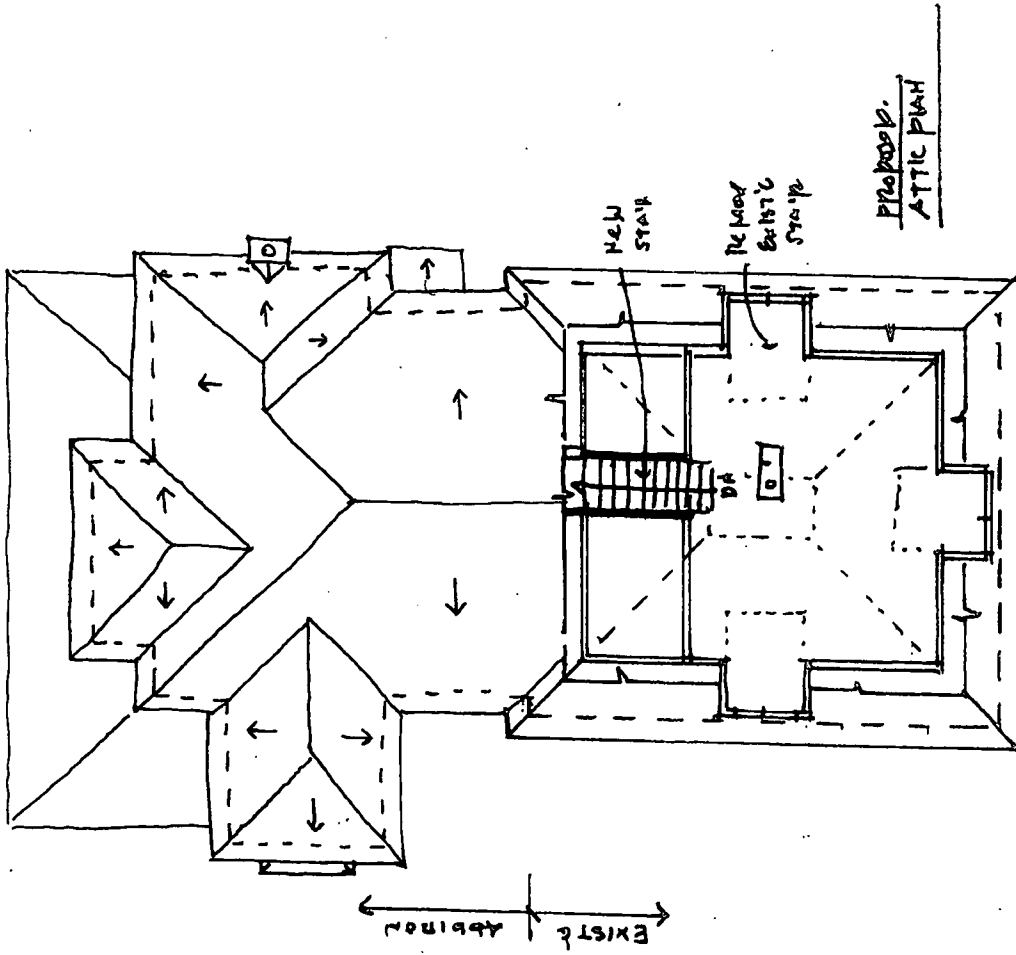 PROPOSED.
ATTIC PLAN
NEW
STAIR
REMOVE
EXIST'G
STAIR
DN
ADDITION
EXIST'G